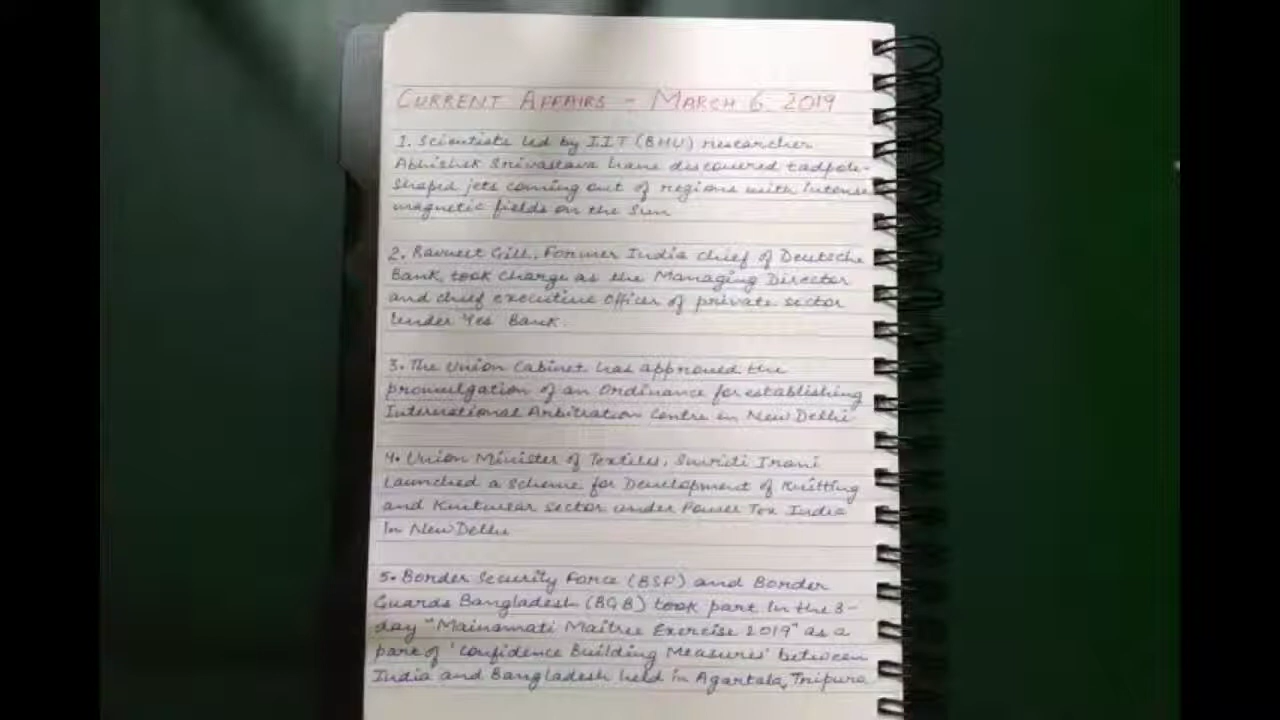 CURRENT AFFAIRS - MARCH 6, 2019
1. Scientists led by IIT (BHU) researcher
Abhishek Srivastava have discovered tadpole-
shaped jets coming out of regions with intense
magnetic fields on the Sun
2. Ravneet Gill, Former India chief of Deutsche
Bank, took charge as the Managing Director
and chief executive officer of private sector
lender Yes Bank.
3. The Union Cabinet has approved the
promulgation of an Ordinance for establishing
International Arbitration Centre in New Delhi
4. Union Minister of Textiles, Smriti Irani
launched a scheme for Development of Knitting
and Knitwear sector under Power Tex India
in New Delhi
5. Border Security Force (BSF) and Border
Guards Bangladesh (BGB) took part in the 3-
day "Mainamati Maitree Exercise 2019" as a
part of 'Confidence Building Measures' between
India and Bangladesh held in Agartala, Tripura